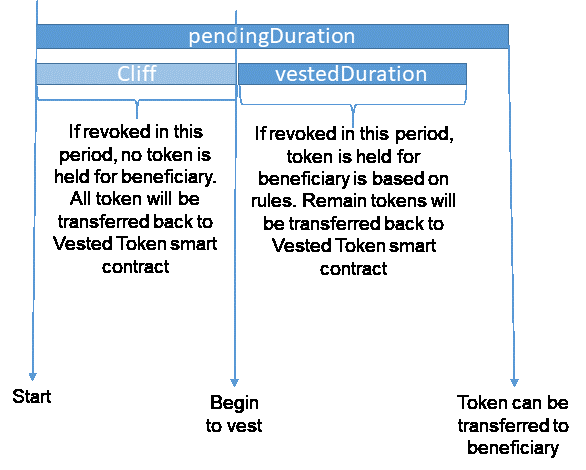 pendingDuration
Cliff
vestedDuration
If revoked in this
period, no token is
held for beneficiary.
All token will be
transferred back to
Vested Token smart
contract
If revoked in this period,
token is held for
beneficiary is based on
rules. Remain tokens will
be transferred back to
Vested Token smart
contract
Start
Begin
to vest
Token can be
transferred to
beneficiary